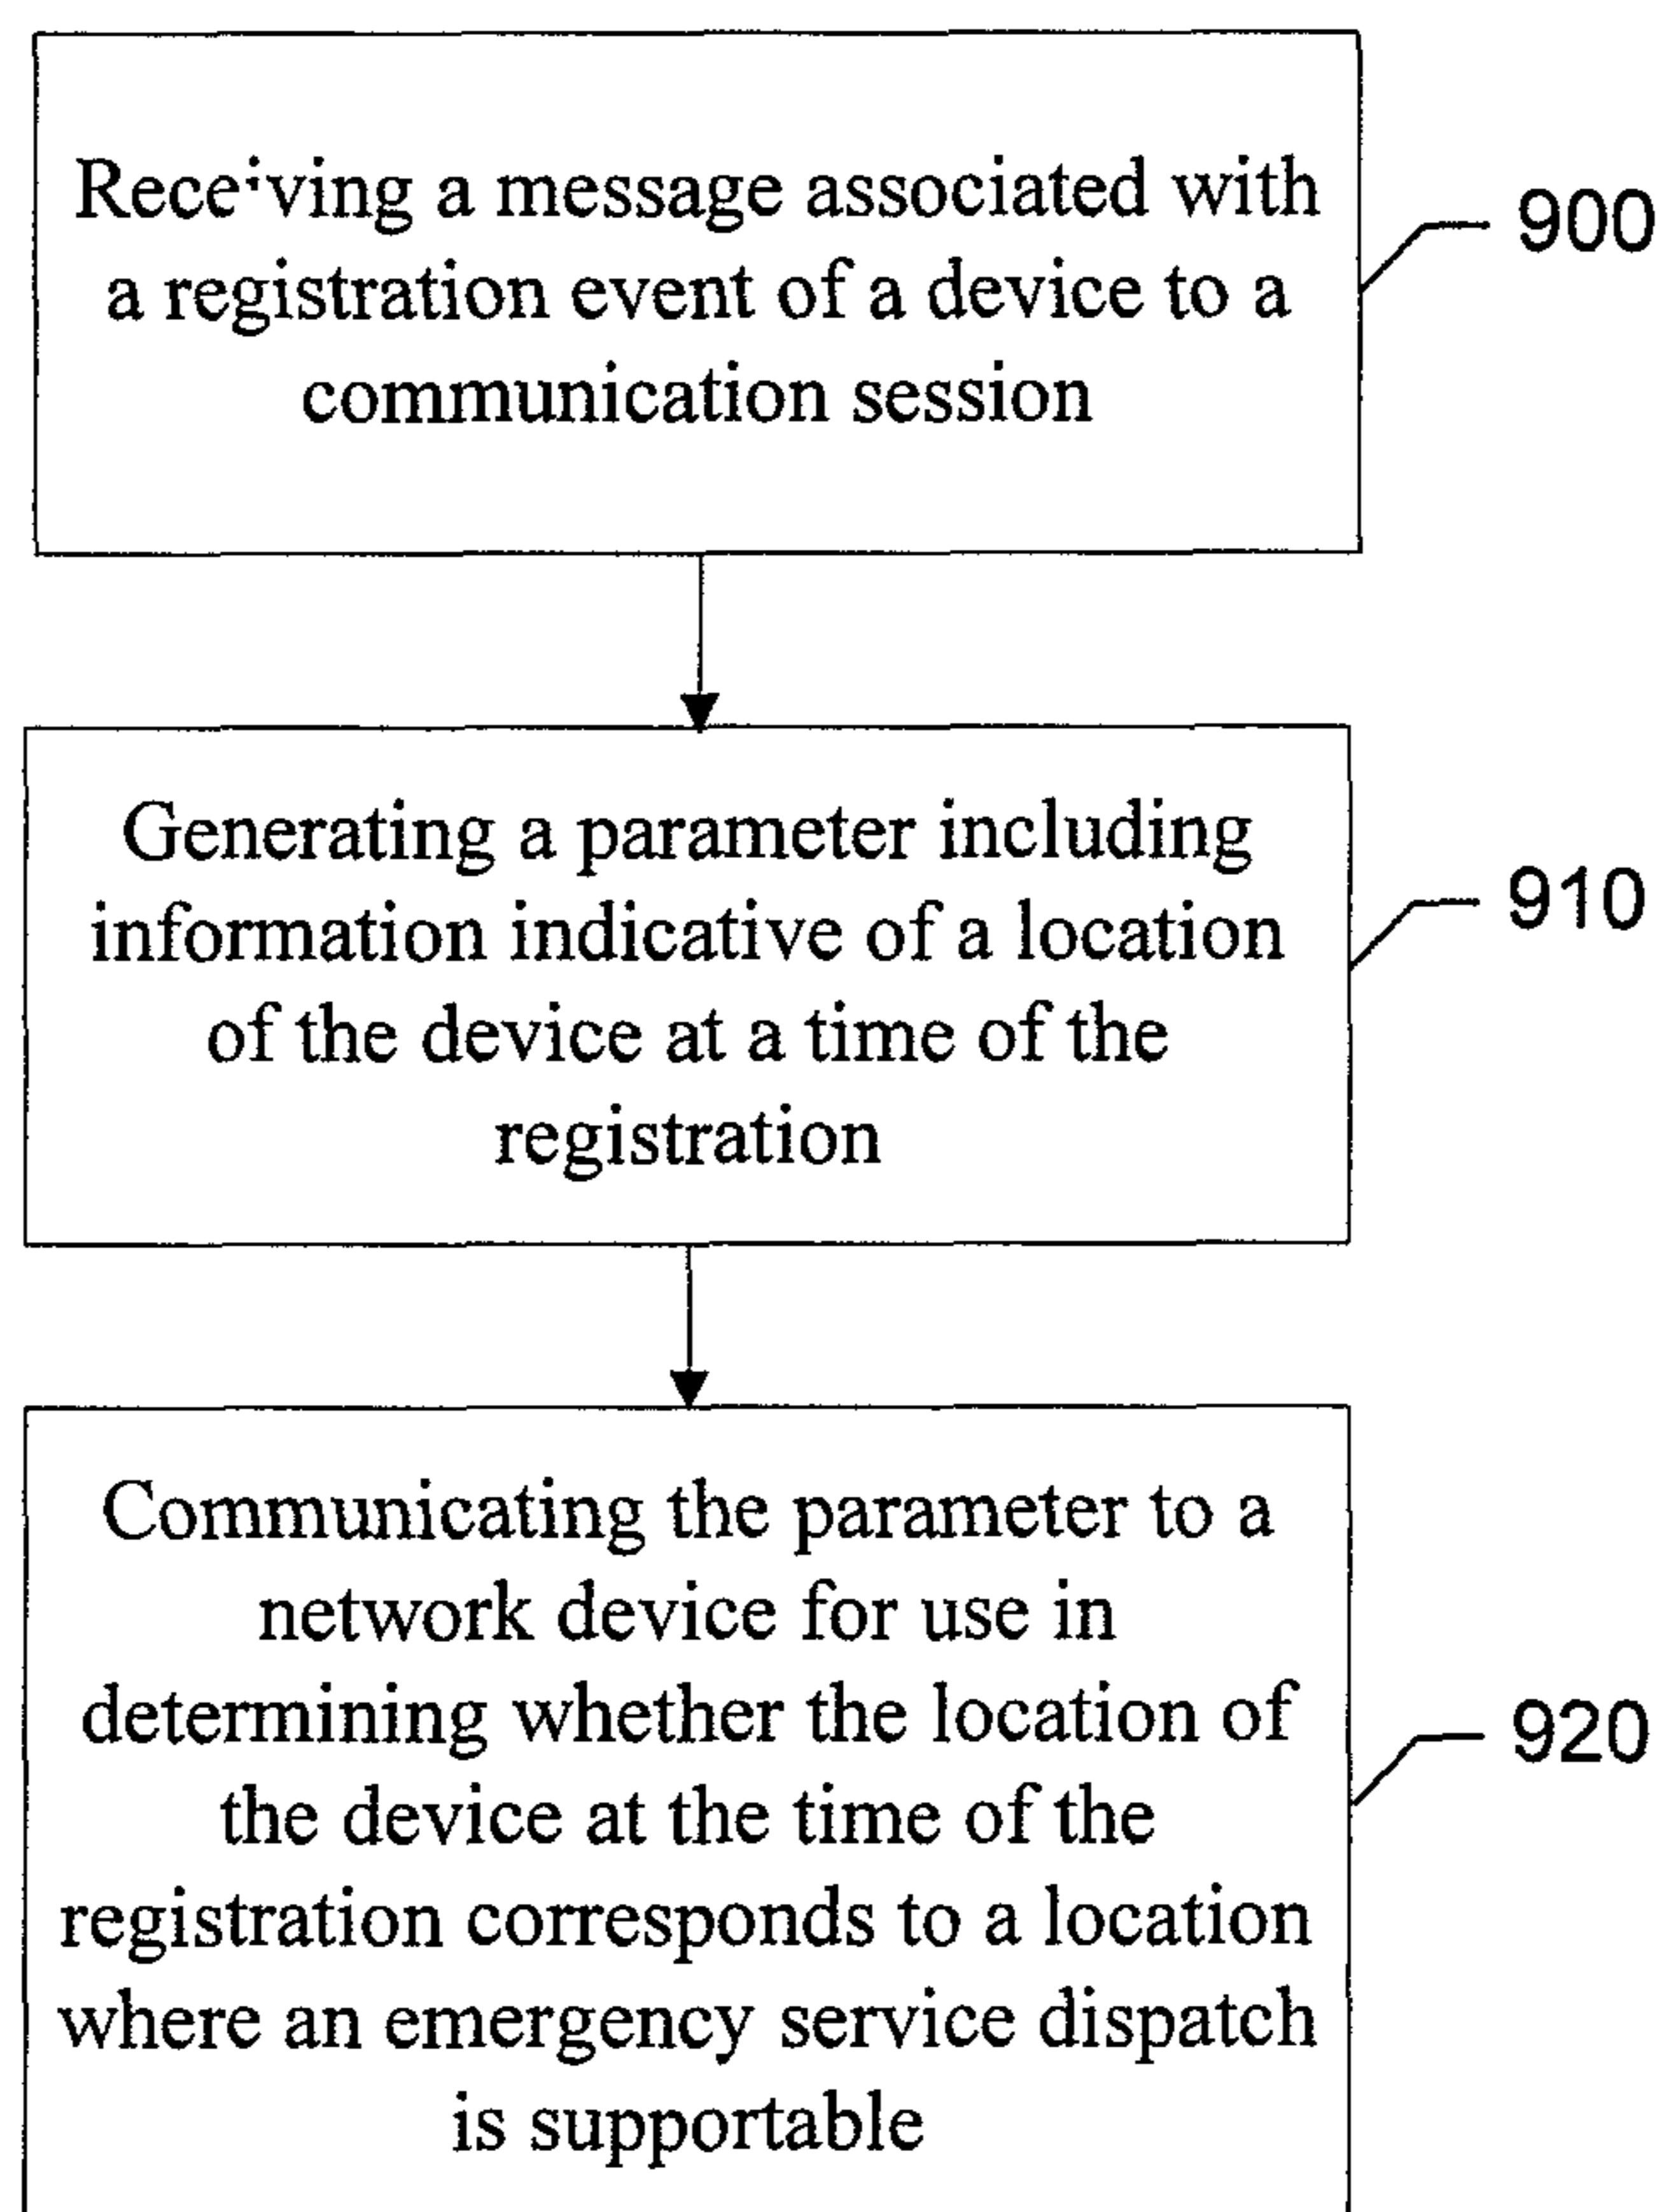 Receiving a message associated with
a registration event of a device to a
communication session
900
Generating a parameter including
information indicative of a location
of the device at a time of the
registration
910
Communicating the parameter to a
network device for use in
determining whether the location of
the device at the time of the
registration corresponds to a location
where an emergency service dispatch
is supportable
920